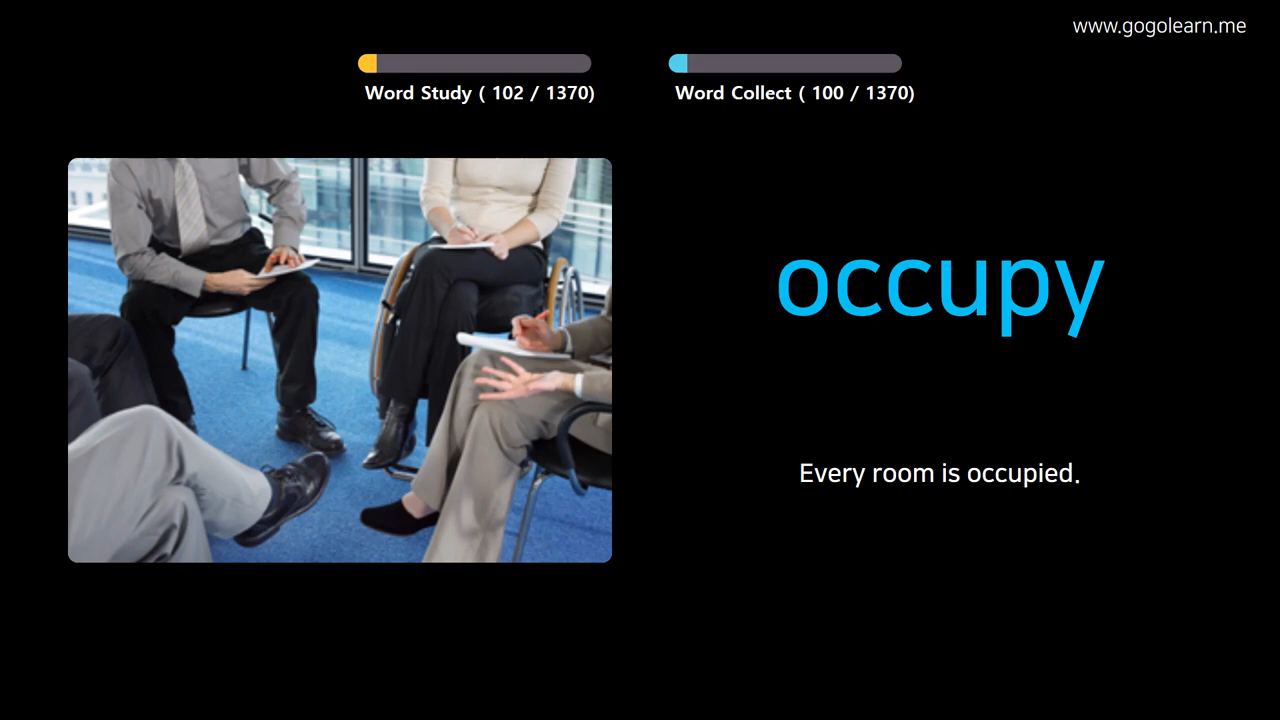 www.gogolearn.me
Word Study ( 102 / 1370)
Word Collect ( 100 / 1370)
occupy
Every room is occupied.